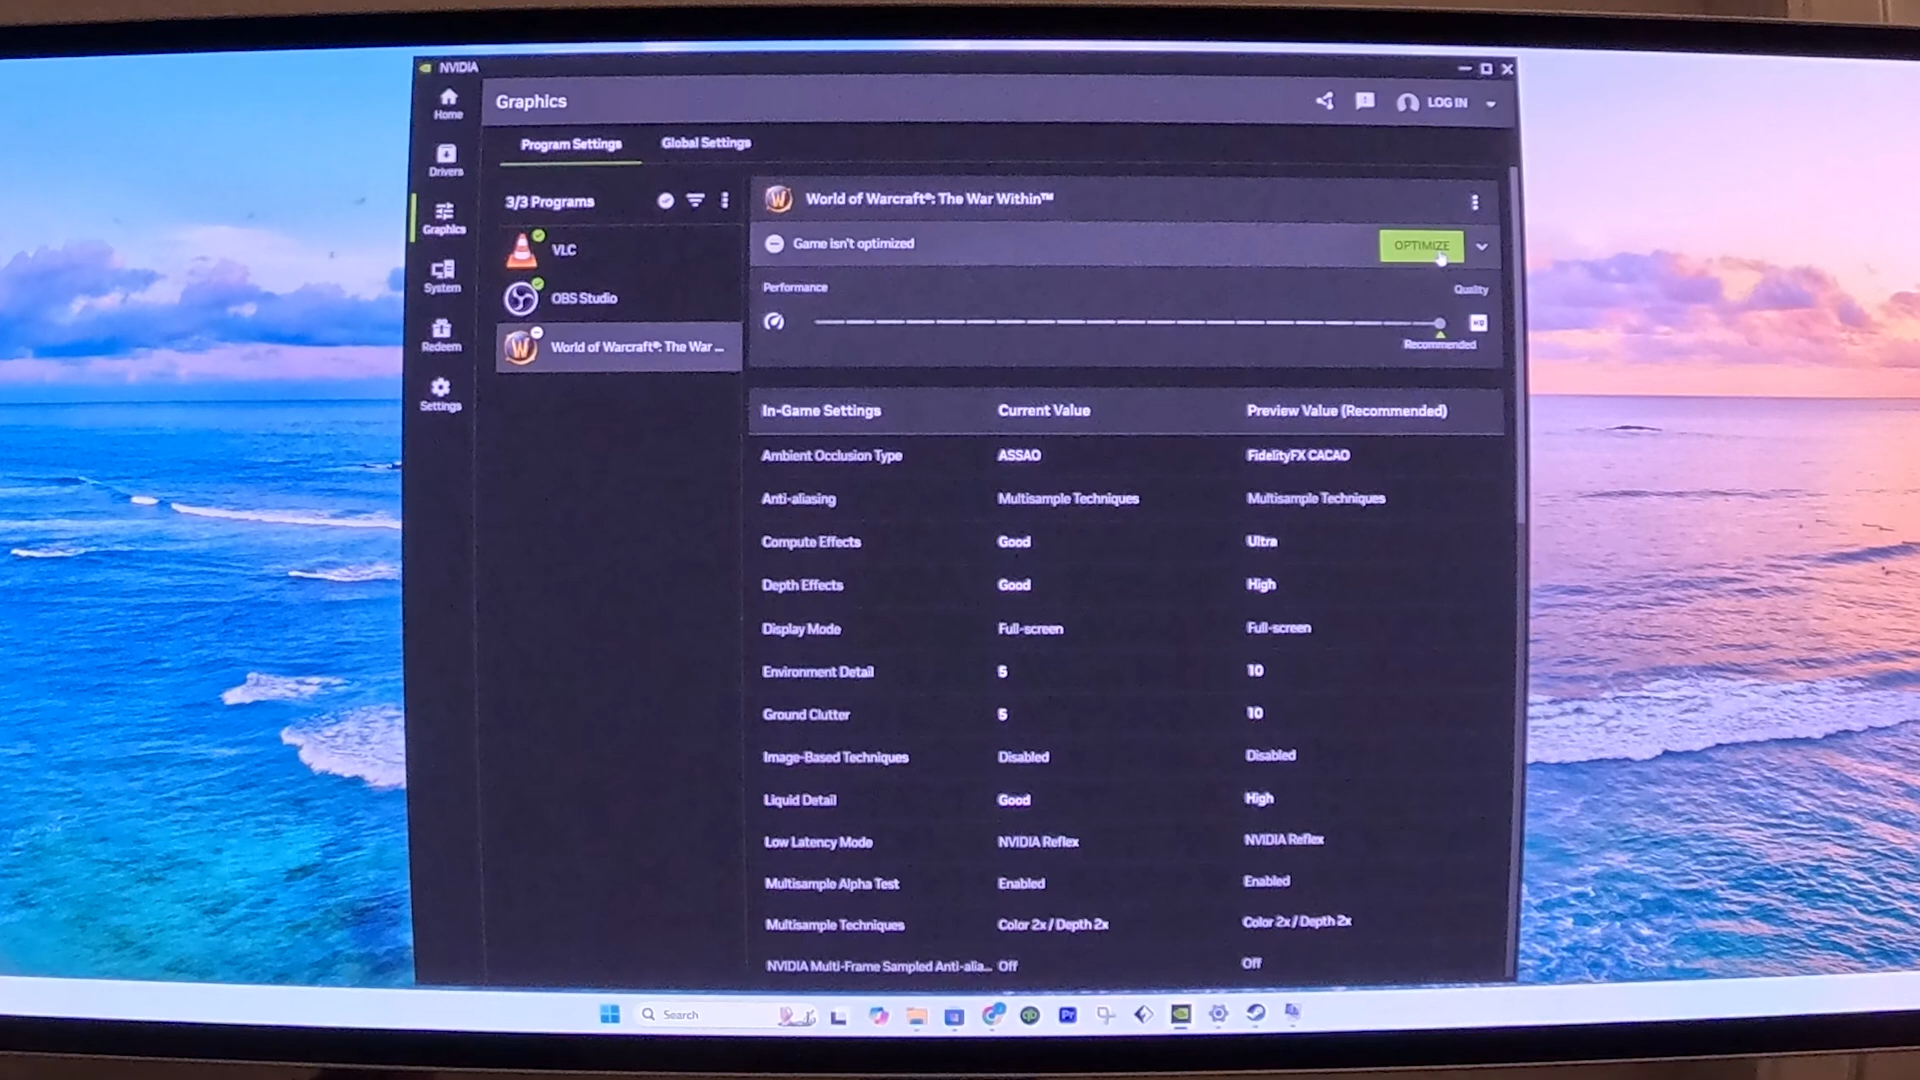 NVIDIA
Home
Drivers
Graphics
System
Redeem
Settings
Graphics
LOG IN
Program Settings
Global Settings
3/3 Programs
VLC
OBS Studio
World of Warcraft®: The War ...
World of Warcraft®: The War Within™
Game isn't optimized
OPTIMIZE
Performance
Quality
Recommended
In-Game Settings Current Value Preview Value (Recommended)
Ambient Occlusion Type ASSAO FidelityFX CACAO
Anti-aliasing Multisample Techniques Multisample Techniques
Compute Effects Good Ultra
Depth Effects Good High
Display Mode Full-screen Full-screen
Environment Detail 5 10
Ground Clutter 5 10
Image-Based Techniques Disabled Disabled
Liquid Detail Good High
Low Latency Mode NVIDIA Reflex NVIDIA Reflex
Multisample Alpha Test Enabled Enabled
Multisample Techniques Color 2x / Depth 2x Color 2x / Depth 2x
NVIDIA Multi-Frame Sampled Anti-alia... Off Off
Search
qb
Pr